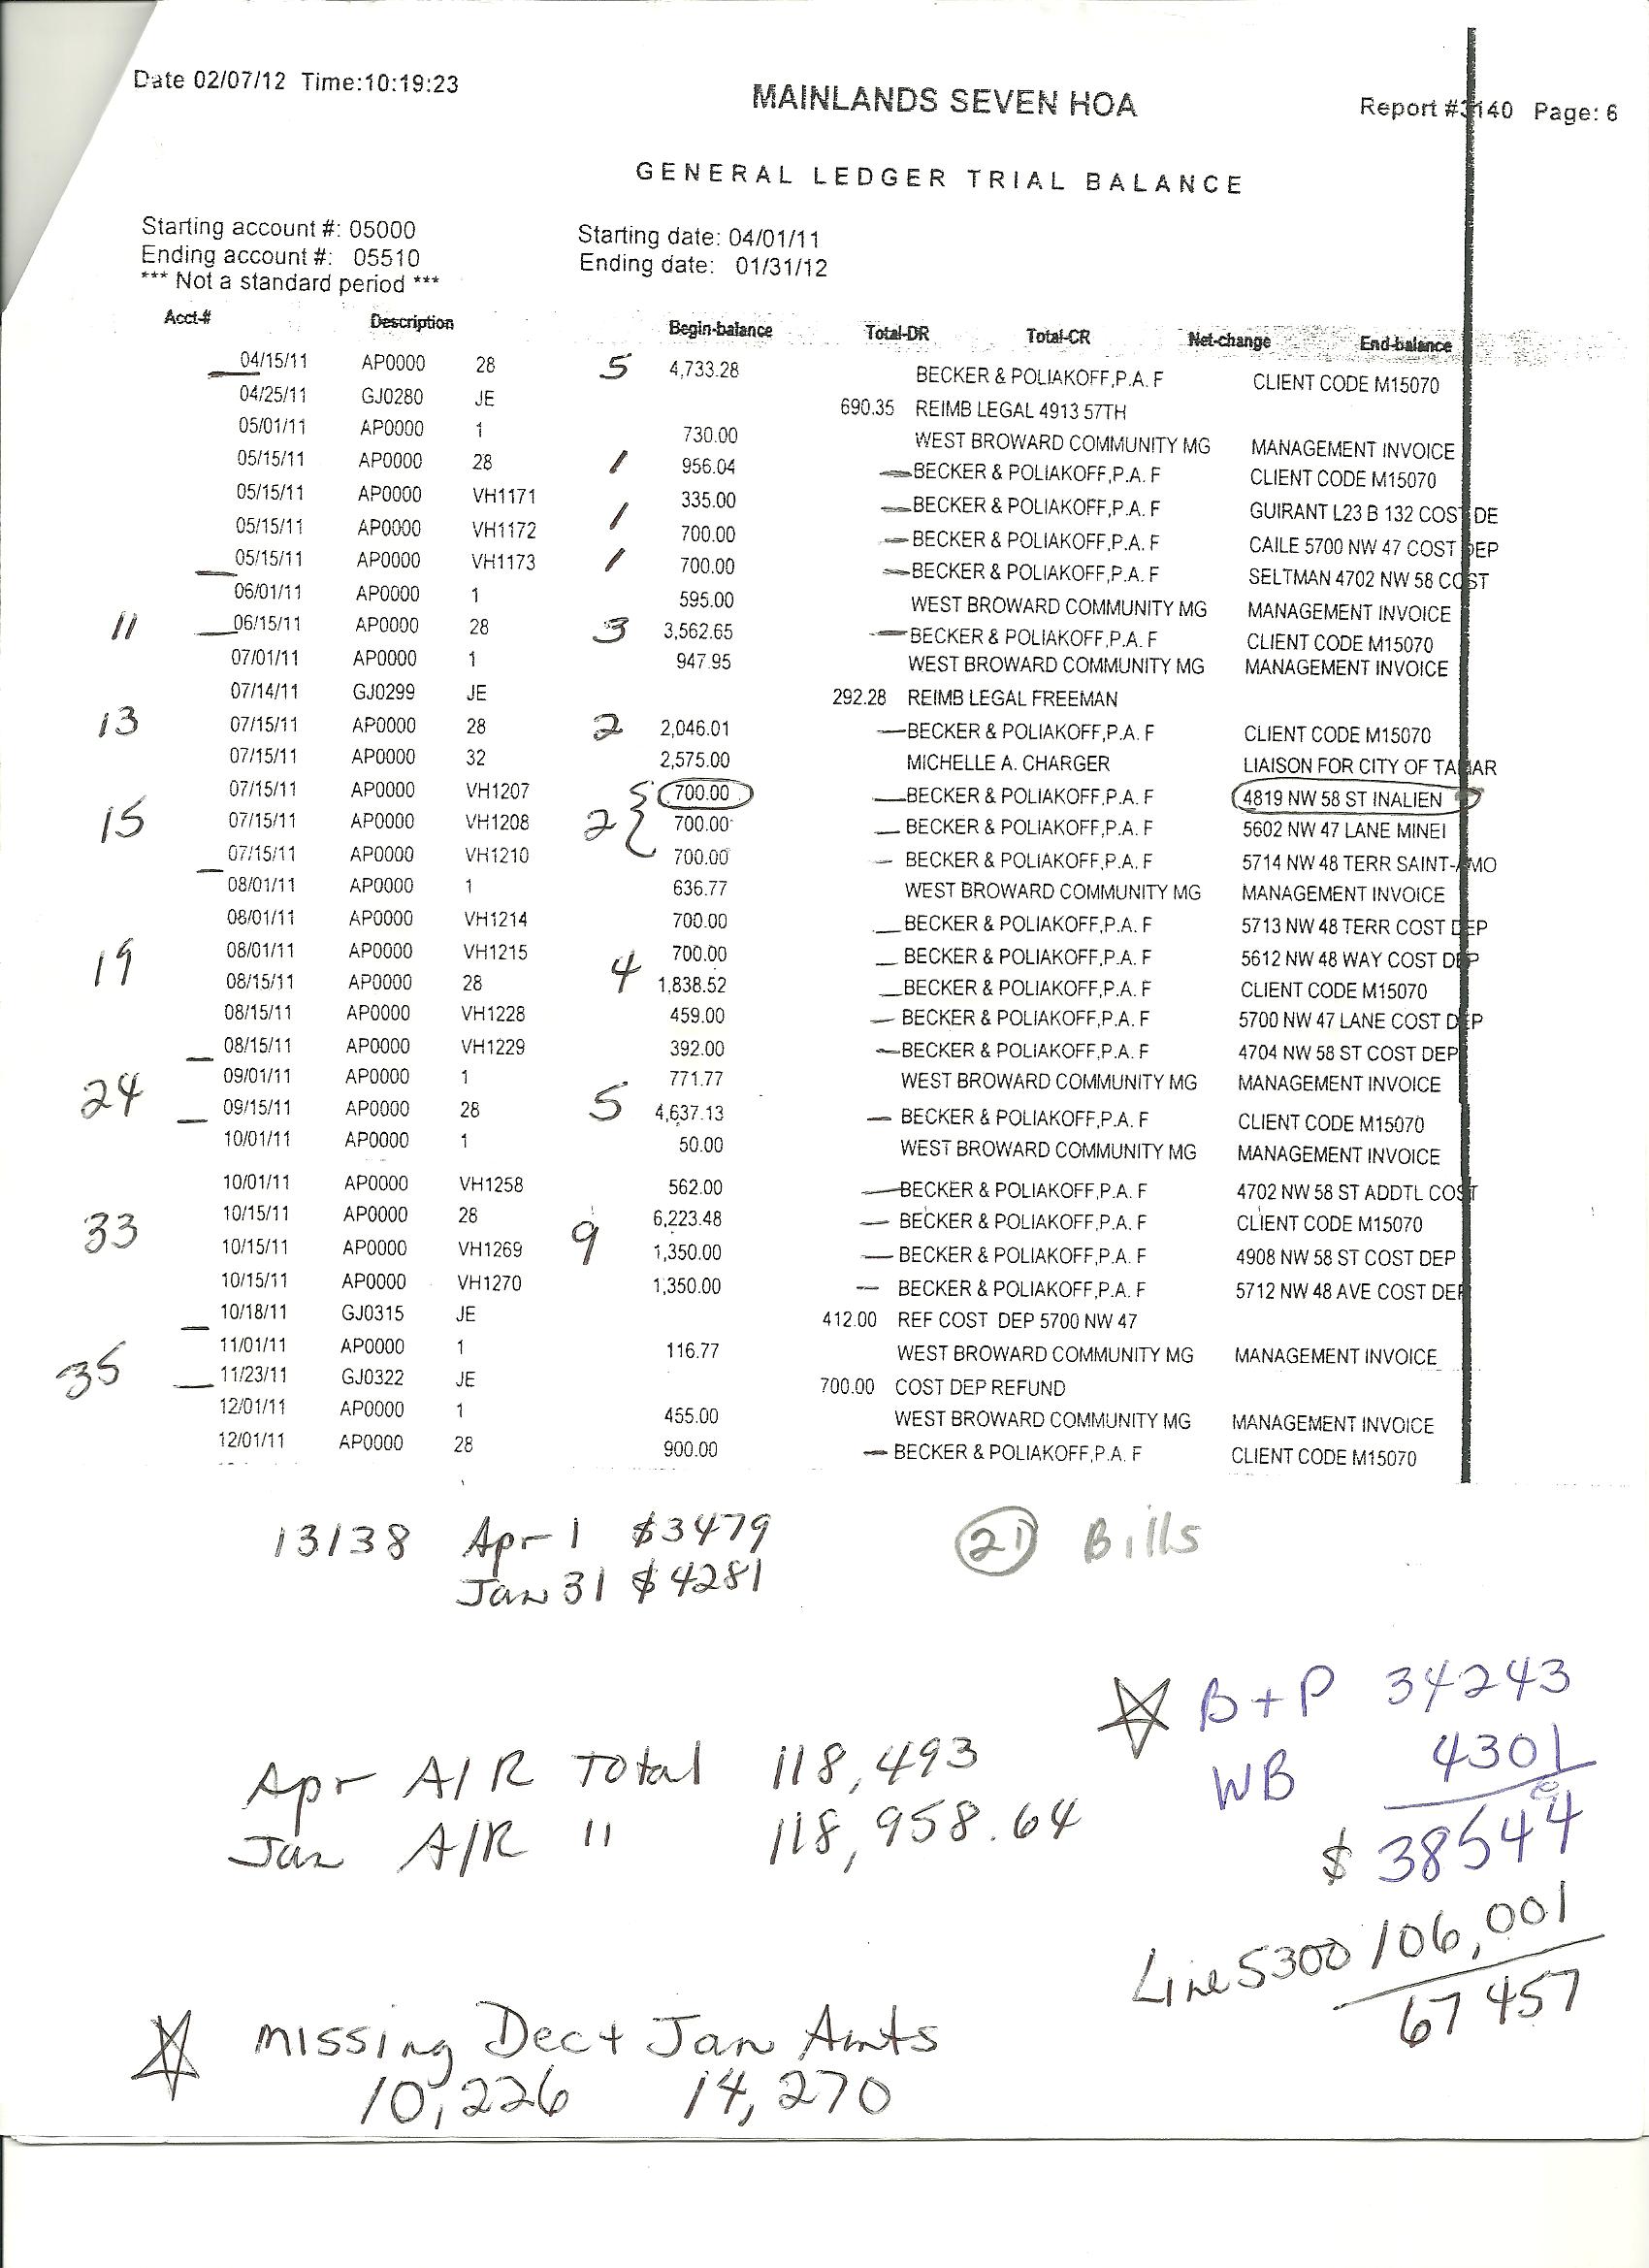 Date 02/07/12 Time:10:19:23
MAINLANDS SEVEN HOA
Report #3140 Page: 6
GENERAL LEDGER TRIAL BALANCE
Starting account #: 05000 Starting date: 04/01/11
Ending account #: 05510 Ending date: 01/31/12
*** Not a standard period ***
Acct-# Description Begin-balance Total-DR Total-CR Net-change End-balance
04/15/11 AP0000 28 5 4,733.28 BECKER & POLIAKOFF,P.A. F CLIENT CODE M15070
04/25/11 GJ0280 JE 690.35 REIMB LEGAL 4913 57TH
05/01/11 AP0000 1 730.00 WEST BROWARD COMMUNITY MG MANAGEMENT INVOICE
05/15/11 AP0000 28 1 956.04 BECKER & POLIAKOFF,P.A. F CLIENT CODE M15070
05/15/11 AP0000 VH1171 335.00 BECKER & POLIAKOFF,P.A. F GUIRANT L23 B 132 COST DE
05/15/11 AP0000 VH1172 1 700.00 BECKER & POLIAKOFF,P.A. F CAILE 5700 NW 47 COST DEP
05/15/11 AP0000 VH1173 1 700.00 BECKER & POLIAKOFF,P.A. F SELTMAN 4702 NW 58 COST
06/01/11 AP0000 1 595.00 WEST BROWARD COMMUNITY MG MANAGEMENT INVOICE
11 06/15/11 AP0000 28 3 3,562.65 BECKER & POLIAKOFF,P.A. F CLIENT CODE M15070
07/01/11 AP0000 1 947.95 WEST BROWARD COMMUNITY MG MANAGEMENT INVOICE
07/14/11 GJ0299 JE 292.28 REIMB LEGAL FREEMAN
13 07/15/11 AP0000 28 2 2,046.01 BECKER & POLIAKOFF,P.A. F CLIENT CODE M15070
07/15/11 AP0000 32 2,575.00 MICHELLE A. CHARGER LIAISON FOR CITY OF TAMAR
07/15/11 AP0000 VH1207 700.00 BECKER & POLIAKOFF,P.A. F 4819 NW 58 ST INALIEN
15 07/15/11 AP0000 VH1208 2 700.00 BECKER & POLIAKOFF,P.A. F 5602 NW 47 LANE MINEI
07/15/11 AP0000 VH1210 700.00 BECKER & POLIAKOFF,P.A. F 5714 NW 48 TERR SAINT-AMO
08/01/11 AP0000 1 636.77 WEST BROWARD COMMUNITY MG MANAGEMENT INVOICE
08/01/11 AP0000 VH1214 700.00 BECKER & POLIAKOFF,P.A. F 5713 NW 48 TERR COST DEP
19 08/01/11 AP0000 VH1215 4 700.00 BECKER & POLIAKOFF,P.A. F 5612 NW 48 WAY COST DEP
08/15/11 AP0000 28 1,838.52 BECKER & POLIAKOFF,P.A. F CLIENT CODE M15070
08/15/11 AP0000 VH1228 459.00 BECKER & POLIAKOFF,P.A. F 5700 NW 47 LANE COST DEP
08/15/11 AP0000 VH1229 392.00 BECKER & POLIAKOFF,P.A. F 4704 NW 58 ST COST DEP
09/01/11 AP0000 1 771.77 WEST BROWARD COMMUNITY MG MANAGEMENT INVOICE
24 09/15/11 AP0000 28 5 4,637.13 BECKER & POLIAKOFF,P.A. F CLIENT CODE M15070
10/01/11 AP0000 1 50.00 WEST BROWARD COMMUNITY MG MANAGEMENT INVOICE
10/01/11 AP0000 VH1258 562.00 BECKER & POLIAKOFF,P.A. F 4702 NW 58 ST ADDTL COST
33 10/15/11 AP0000 28 9 6,223.48 BECKER & POLIAKOFF,P.A. F CLIENT CODE M15070
10/15/11 AP0000 VH1269 1,350.00 BECKER & POLIAKOFF,P.A. F 4908 NW 58 ST COST DEP
10/15/11 AP0000 VH1270 1,350.00 BECKER & POLIAKOFF,P.A. F 5712 NW 48 AVE COST DEP
10/18/11 GJ0315 JE 412.00 REF COST DEP 5700 NW 47
11/01/11 AP0000 1 116.77 WEST BROWARD COMMUNITY MG MANAGEMENT INVOICE
35 11/23/11 GJ0322 JE 700.00 COST DEP REFUND
12/01/11 AP0000 1 455.00 WEST BROWARD COMMUNITY MG MANAGEMENT INVOICE
12/01/11 AP0000 28 900.00 BECKER & POLIAKOFF,P.A. F CLIENT CODE M15070
13138 Apr 1 $3479 21 Bills
Jan 31 $4281
B+P 34243
WB 4301
$ 38544
Apr A/R Total 118,493
Jan A/R " 118,958.64
Line 5300 106,001
67457
missing Dec + Jan Amts
10,226 14,270